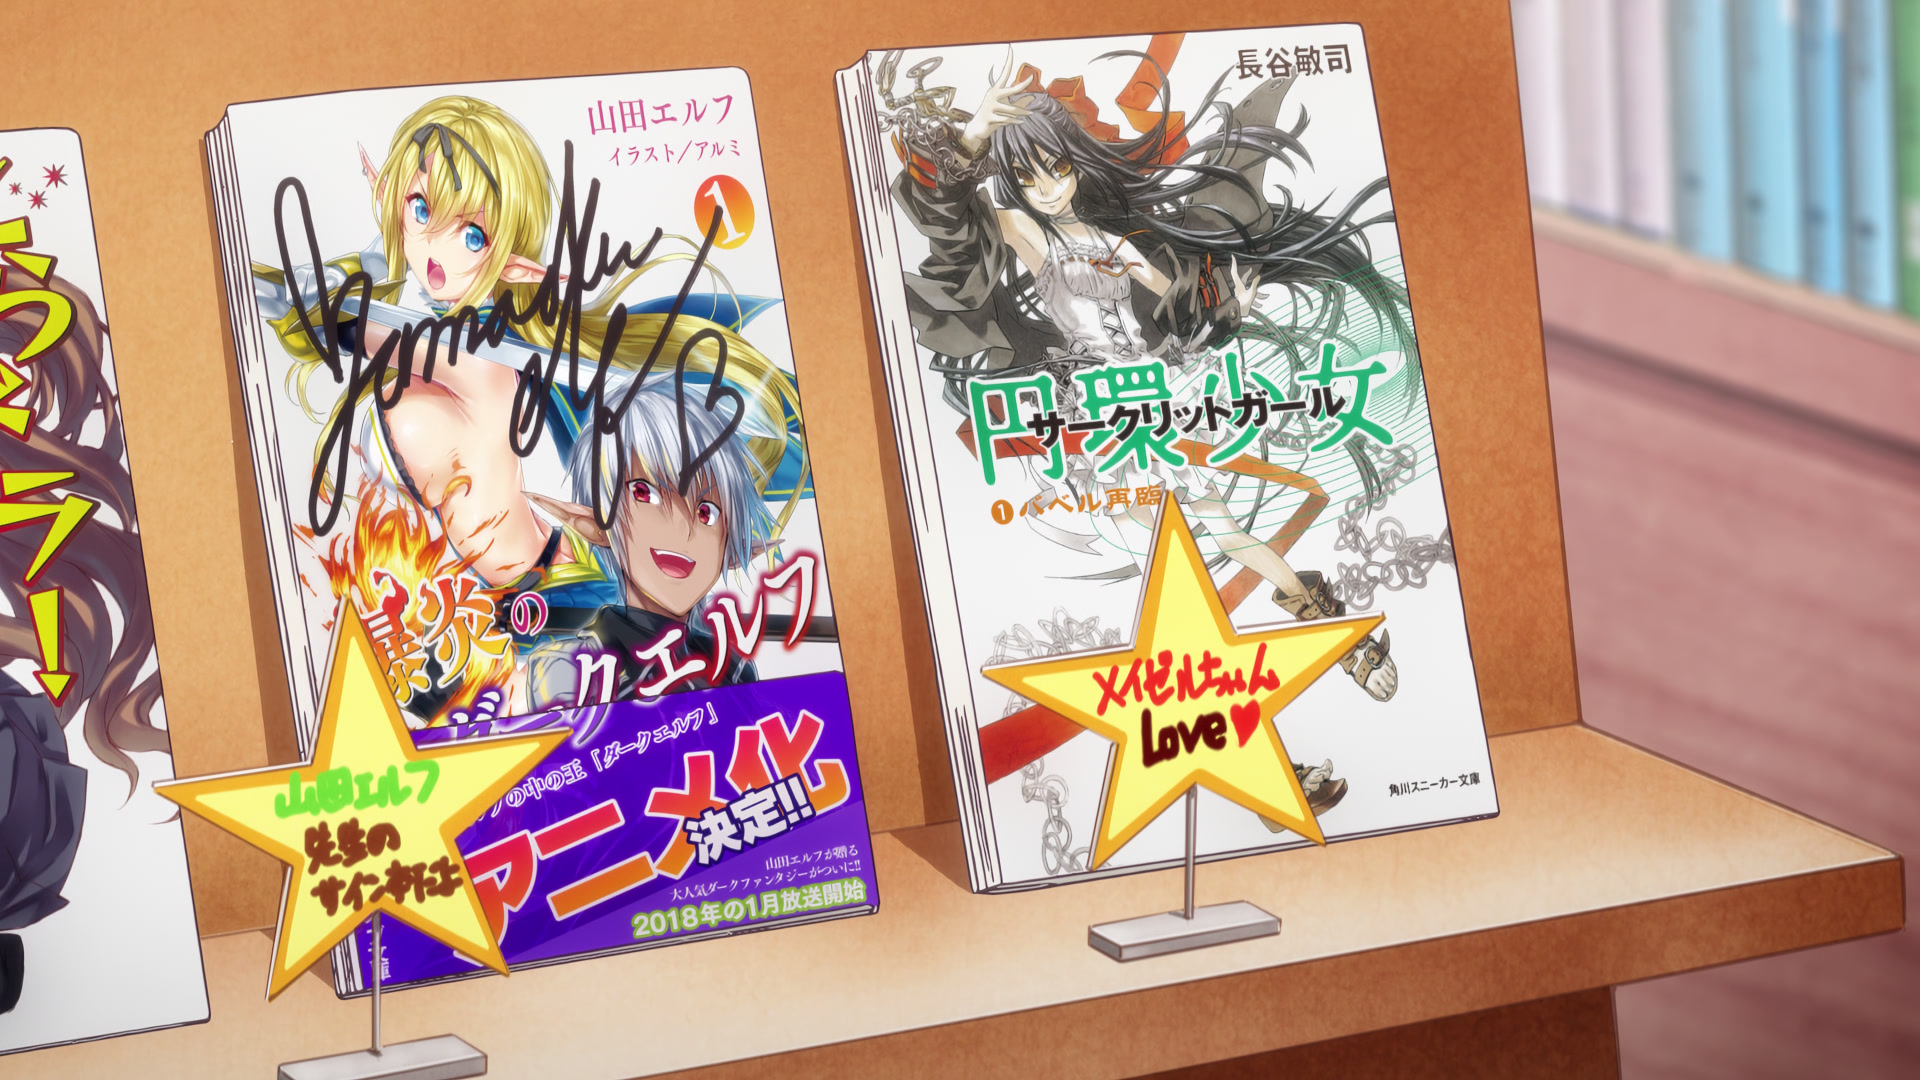 山田エルフ
イラスト/アルミ
1
爆炎の
ダークエルフ
の中の王「ダークエルフ」
アニメ化
決定!!
山田エルフが贈る
大人気ダークファンタジーがついに!!
2018年の1月放送開始
山田エルフ
先生の
サイン本だよ
長谷敏司
円環少女
サークリットガール
1 バベル再臨
メイゼルちゃん
Love♥
角川スニーカー文庫